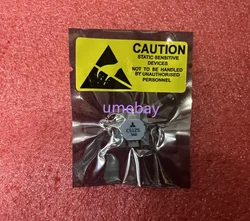 CAUTION
STATIC SENSITIVE
DEVICES
NOT TO BE HANDLED
BY UNAUTHORISED
PERSONNEL
umebay